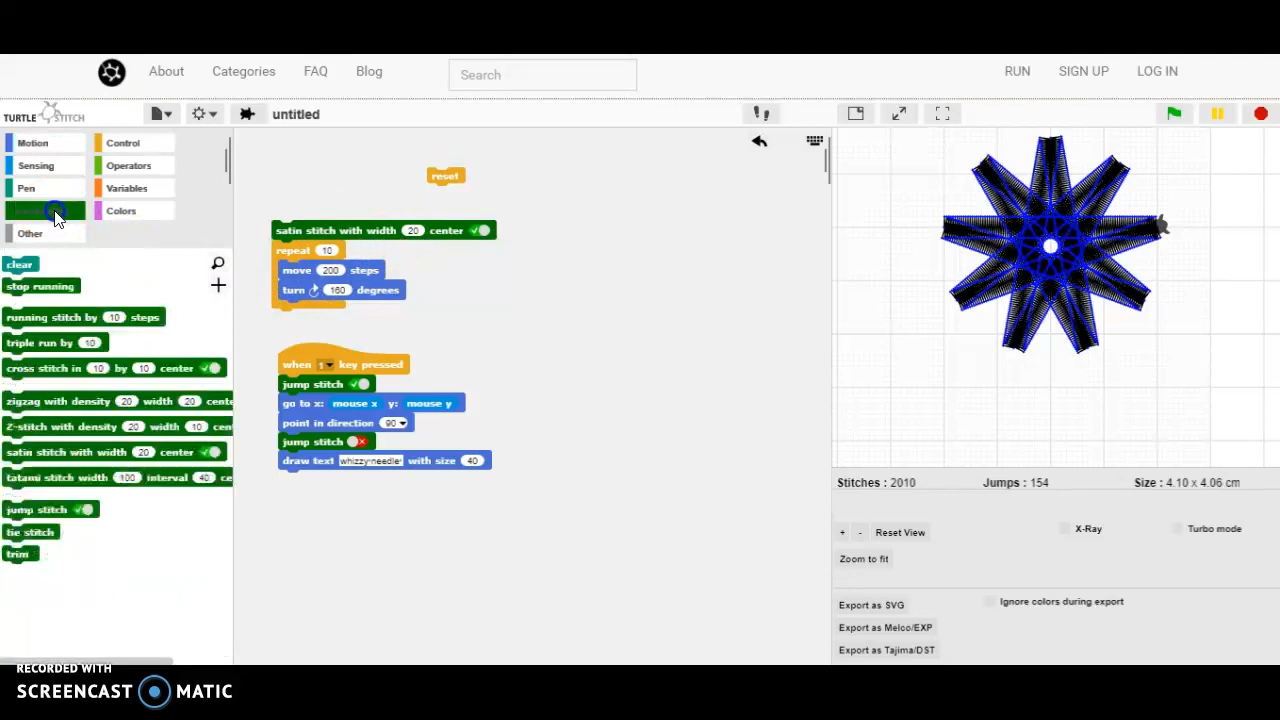 About Categories FAQ Blog Search RUN SIGN UP LOG IN
TURTLE STITCH untitled
Motion Control
Sensing Operators
Pen Variables
Colors
Other
clear
stop running
running stitch by 10 steps
triple run by 10
cross stitch in 10 by 10 center
zigzag with density 20 width 20 cente
Z-stitch with density 20 width 10 cen
satin stitch with width 20 center
tatami stitch width 100 interval 40 ce
jump stitch
tie stitch
trim
reset
satin stitch with width 20 center
repeat 10
move 200 steps
turn 160 degrees
when 1 key pressed
jump stitch
go to x: mouse x y: mouse y
point in direction 90
jump stitch
draw text whizzy needle with size 40
Stitches : 2010 Jumps : 154 Size : 4.10 x 4.06 cm
+ - Reset View X-Ray Turbo mode
Zoom to fit
Export as SVG Ignore colors during export
Export as Melco/EXP
Export as Tajima/DST
RECORDED WITH
SCREENCAST MATIC